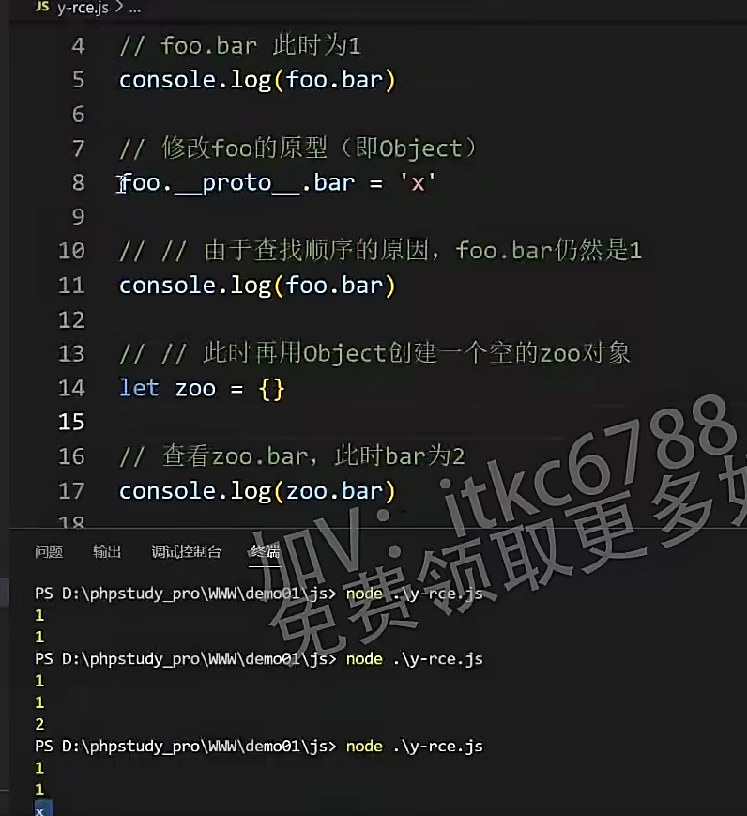 JS y-rce.js > ...
4 // foo.bar 此时为1
5 console.log(foo.bar)
6
7 // 修改foo的原型（即Object）
8 foo.__proto__.bar = 'x'
9
10 // // 由于查找顺序的原因，foo.bar仍然是1
11 console.log(foo.bar)
12
13 // // 此时再用Object创建一个空的zoo对象
14 let zoo = {}
15
16 // 查看zoo.bar，此时bar为2
17 console.log(zoo.bar)
18
加V：itkc6788
免费领取更多
问题 输出 调试控制台 终端
PS D:\phpstudy_pro\WWW\demo01\js> node .\y-rce.js
1
1
PS D:\phpstudy_pro\WWW\demo01\js> node .\y-rce.js
1
1
2
PS D:\phpstudy_pro\WWW\demo01\js> node .\y-rce.js
1
1
x